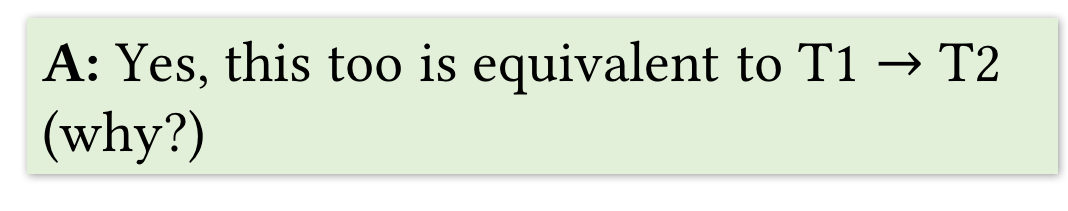 A: Yes, this too is equivalent to T1 → T2
(why?)